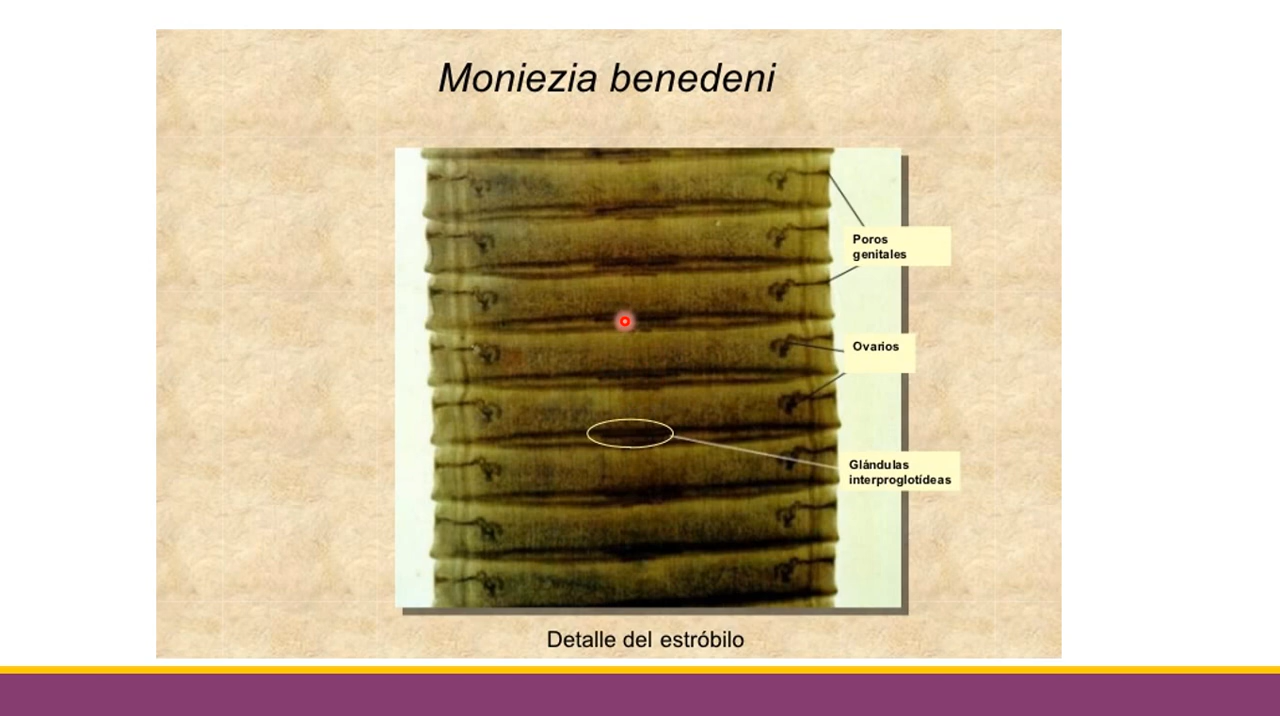 Moniezia benedeni
Poros
genitales
Ovarios
Glándulas
interproglotídeas
Detalle del estróbilo